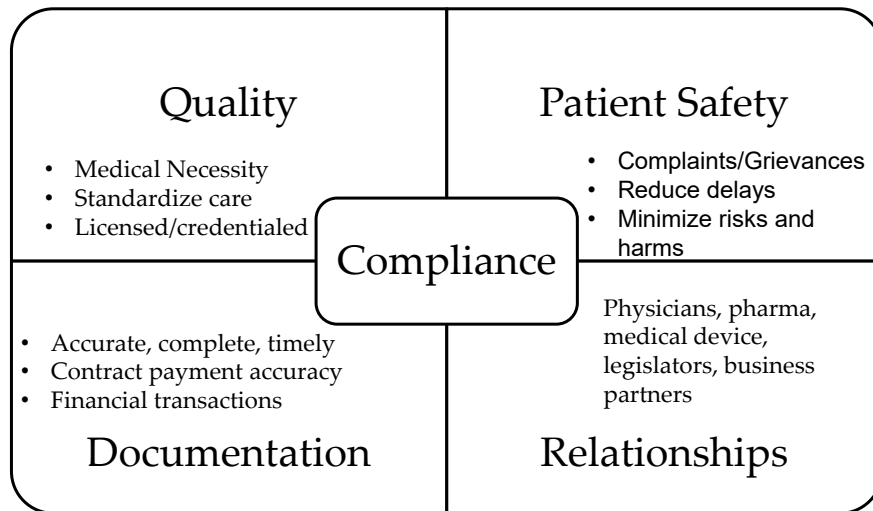 Quality
• Medical Necessity
• Standardize care
• Licensed/credentialed
Patient Safety
• Complaints/Grievances
• Reduce delays
• Minimize risks and
harms
Compliance
• Accurate, complete, timely
• Contract payment accuracy
• Financial transactions
Documentation
Physicians, pharma,
medical device,
legislators, business
partners
Relationships